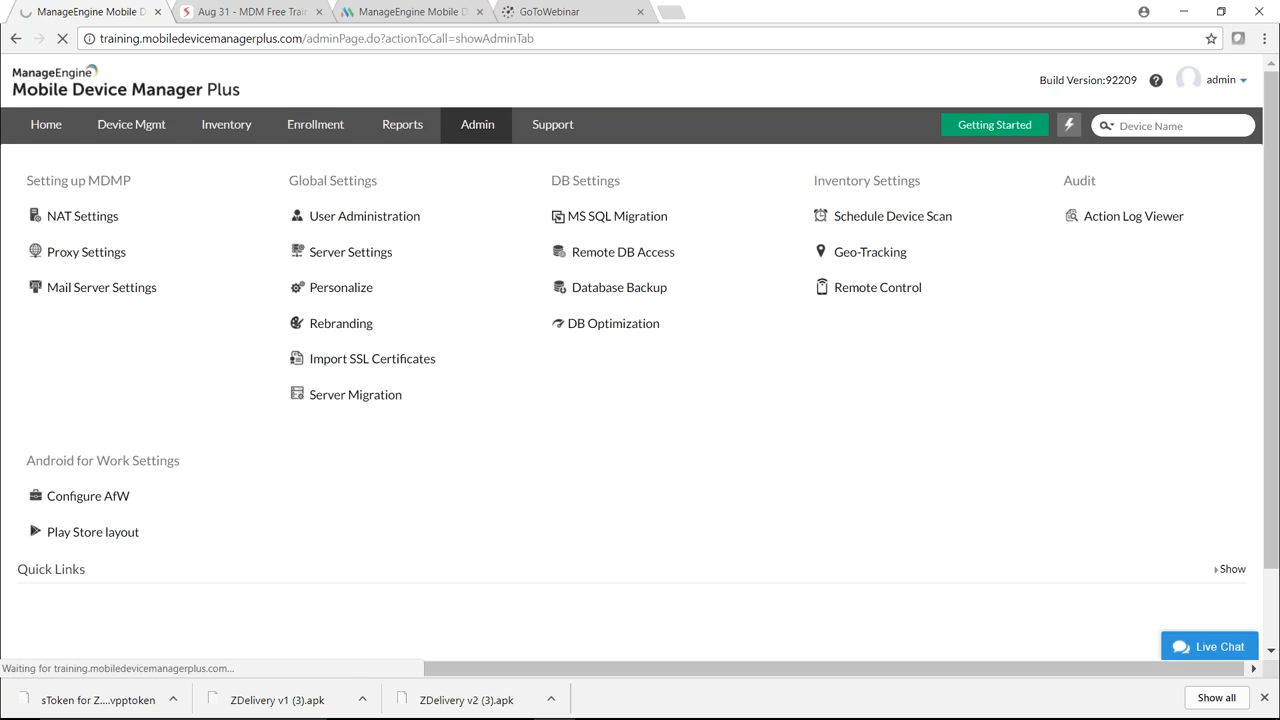 ManageEngine Mobile D
Aug 31 - MDM Free Trai
ManageEngine Mobile D
GoToWebinar
training.mobiledevicemanagerplus.com/adminPage.do?actionToCall=showAdminTab
ManageEngine
Mobile Device Manager Plus
Build Version:92209
admin
Home
Device Mgmt
Inventory
Enrollment
Reports
Admin
Support
Getting Started
Device Name
Setting up MDMP
NAT Settings
Proxy Settings
Mail Server Settings
Global Settings
User Administration
Server Settings
Personalize
Rebranding
Import SSL Certificates
Server Migration
DB Settings
MS SQL Migration
Remote DB Access
Database Backup
DB Optimization
Inventory Settings
Schedule Device Scan
Geo-Tracking
Remote Control
Audit
Action Log Viewer
Android for Work Settings
Configure AfW
Play Store layout
Quick Links
Show
Live Chat
Waiting for training.mobiledevicemanagerplus.com...
sToken for Z....vpptoken
ZDelivery v1 (3).apk
ZDelivery v2 (3).apk
Show all